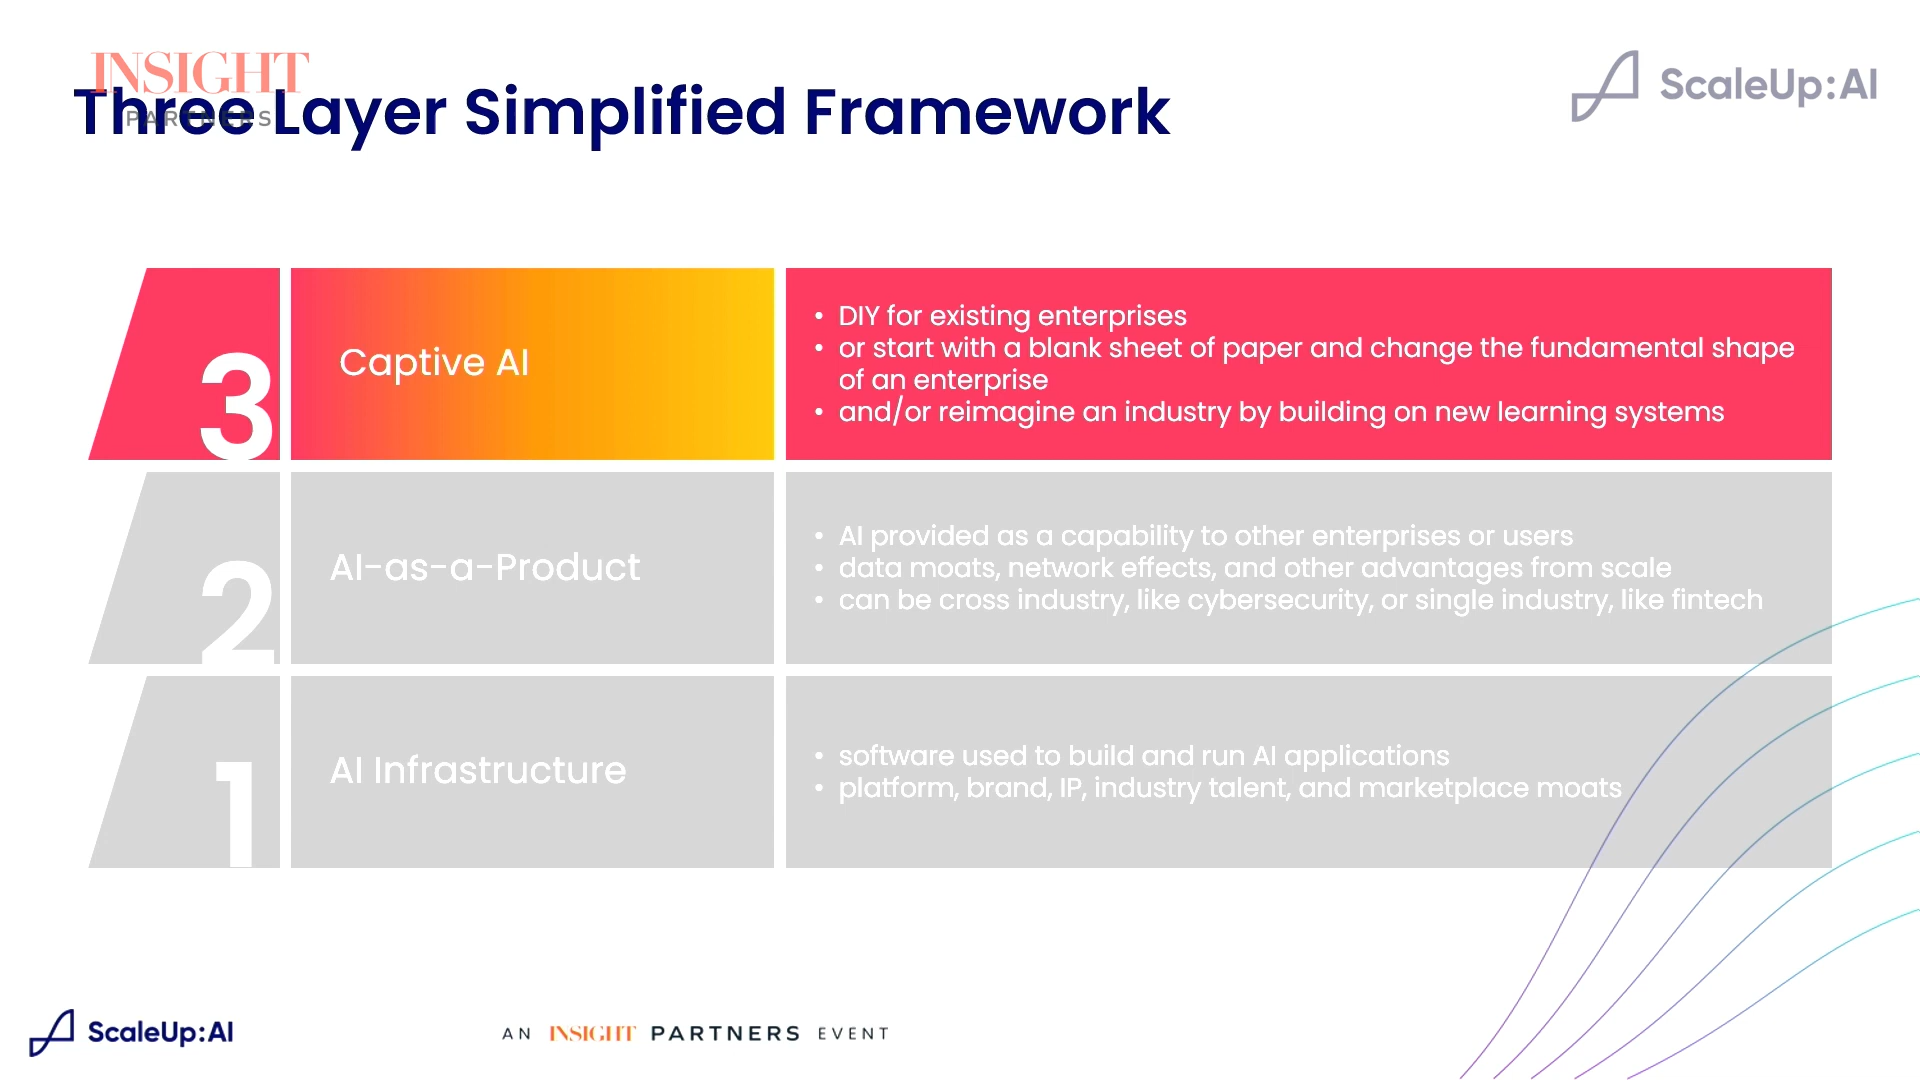 INSIGHT
PARTNERS
Three Layer Simplified Framework
ScaleUp:AI
3
Captive AI
• DIY for existing enterprises
• or start with a blank sheet of paper and change the fundamental shape
of an enterprise
• and/or reimagine an industry by building on new learning systems
2
AI-as-a-Product
• AI provided as a capability to other enterprises or users
• data moats, network effects, and other advantages from scale
• can be cross industry, like cybersecurity, or single industry, like fintech
1
AI Infrastructure
• software used to build and run AI applications
• platform, brand, IP, industry talent, and marketplace moats
ScaleUp:AI
AN INSIGHT PARTNERS EVENT